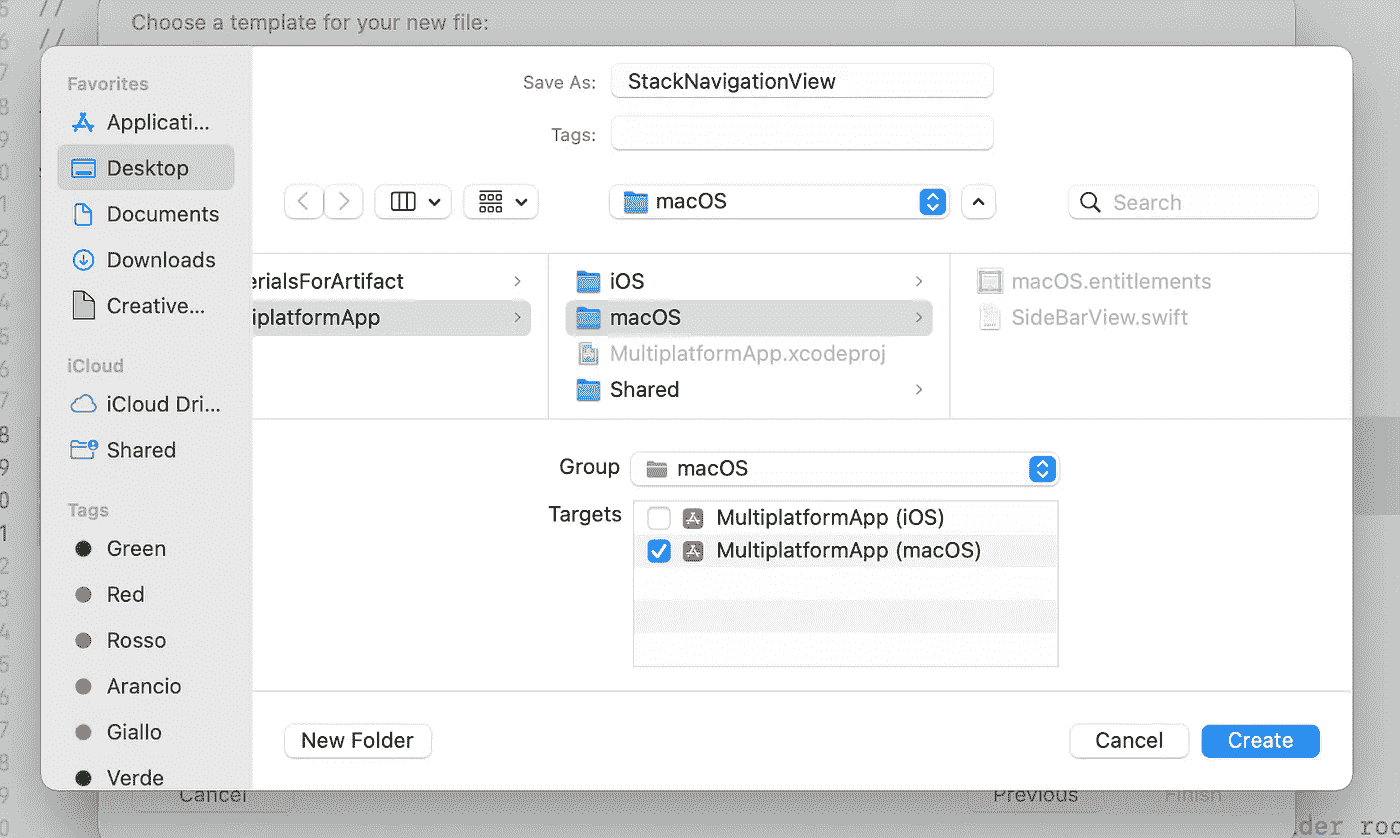 Choose a template for your new file:
Favorites
Applicati...
Desktop
Documents
Downloads
Creative...
iCloud
iCloud Dri...
Shared
Tags
Green
Red
Rosso
Arancio
Giallo
Verde
Save As: StackNavigationView
Tags:
macOS
Search
erialsForArtifact
iplatformApp
iOS
macOS
MultiplatformApp.xcodeproj
Shared
macOS.entitlements
SideBarView.swift
Group macOS
Targets
MultiplatformApp (iOS)
MultiplatformApp (macOS)
New Folder
Cancel
Create
Cancel
Previous
Finish